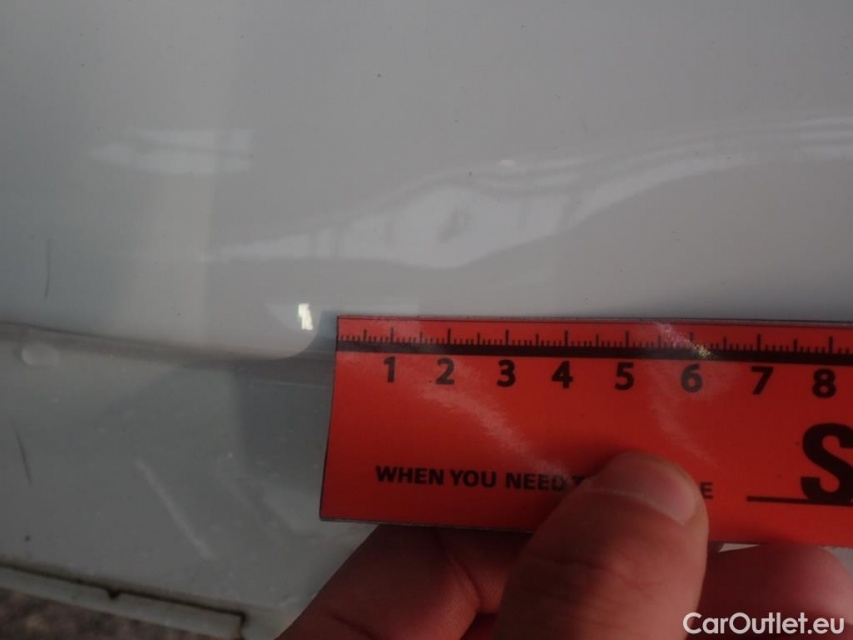 1 2 3 4 5 6 7 8
S
WHEN YOU NEED
CarOutlet.eu